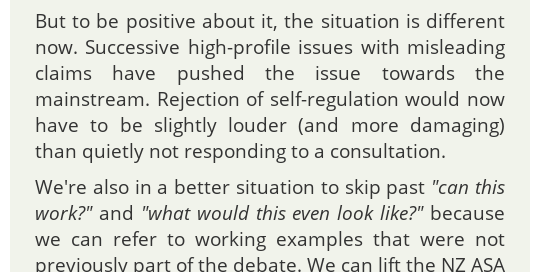 But to be positive about it, the situation is different
now. Successive high-profile issues with misleading
claims have pushed the issue towards the
mainstream. Rejection of self-regulation would now
have to be slightly louder (and more damaging)
than quietly not responding to a consultation.
We're also in a better situation to skip past "can this
work?" and "what would this even look like?" because
we can refer to working examples that were not
previously part of the debate. We can lift the NZ ASA